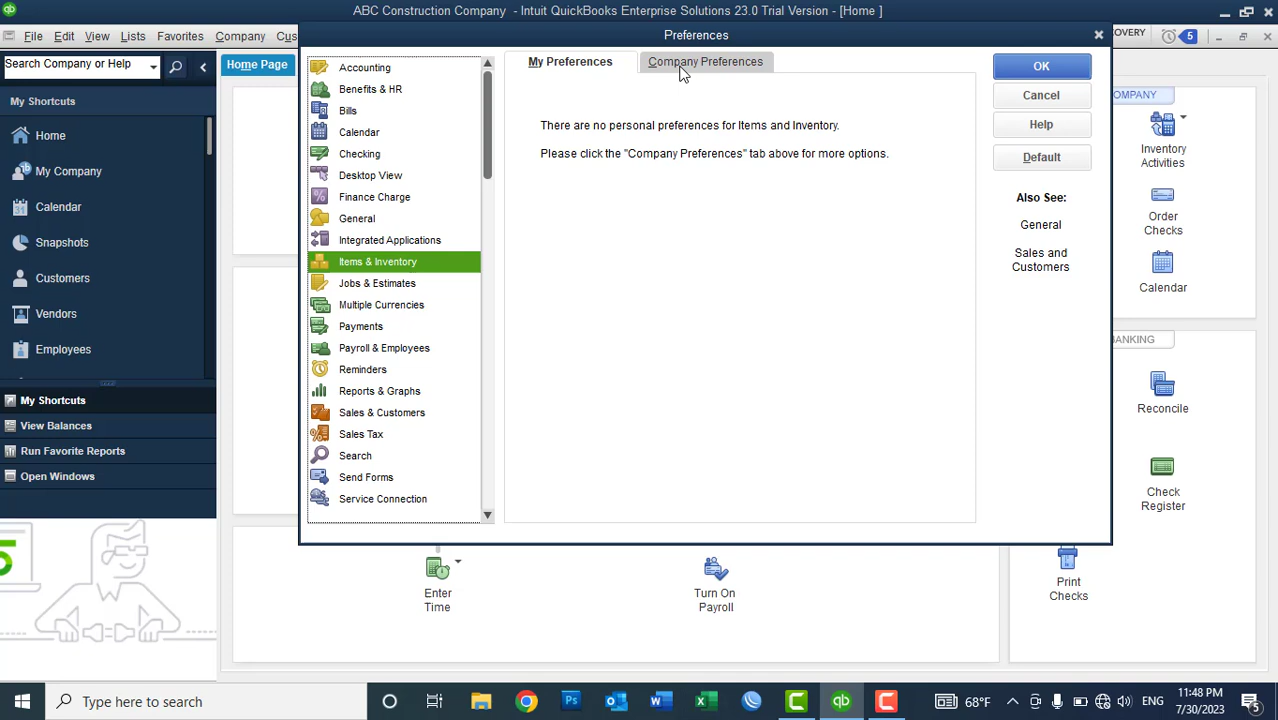 ABC Construction Company - Intuit QuickBooks Enterprise Solutions 23.0 Trial Version - [Home ]
File Edit View Lists Favorites Company Cus
OVERY
5
Search Company or Help
Home Page
My Shortcuts
Home
My Company
Calendar
Snapshots
Customers
Vendors
Employees
My Shortcuts
View Balances
Run Favorite Reports
Open Windows
Preferences
Accounting
Benefits & HR
Bills
Calendar
Checking
Desktop View
Finance Charge
General
Integrated Applications
Items & Inventory
Jobs & Estimates
Multiple Currencies
Payments
Payroll & Employees
Reminders
Reports & Graphs
Sales & Customers
Sales Tax
Search
Send Forms
Service Connection
My Preferences
Company Preferences
There are no personal preferences for Items and Inventory.
Please click the "Company Preferences" tab above for more options.
OK
Cancel
Help
Default
Also See:
General
Sales and
Customers
OMPANY
Inventory
Activities
Order
Checks
Calendar
ANKING
Reconcile
Check
Register
Print
Checks
Enter
Time
Turn On
Payroll
Type here to search
68°F
ENG
11:48 PM
7/30/2023
5